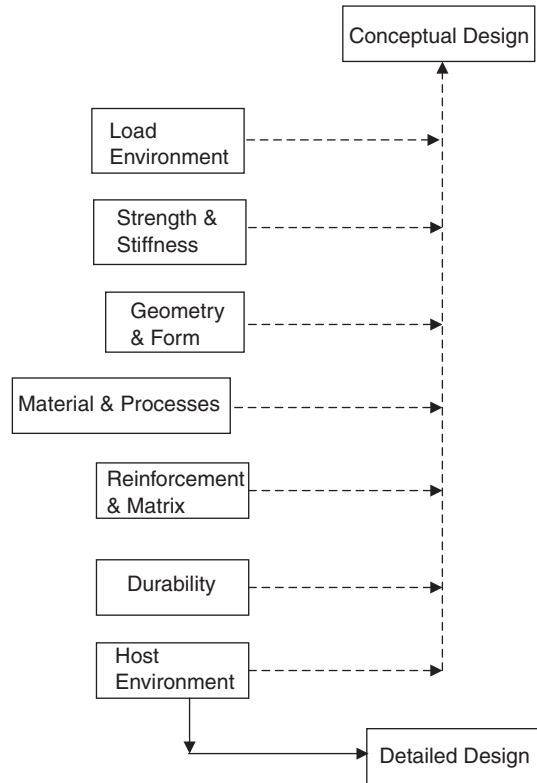 Conceptual Design
Load
Environment
Strength &
Stiffness
Geometry
& Form
Material & Processes
Reinforcement
& Matrix
Durability
Host
Environment
Detailed Design